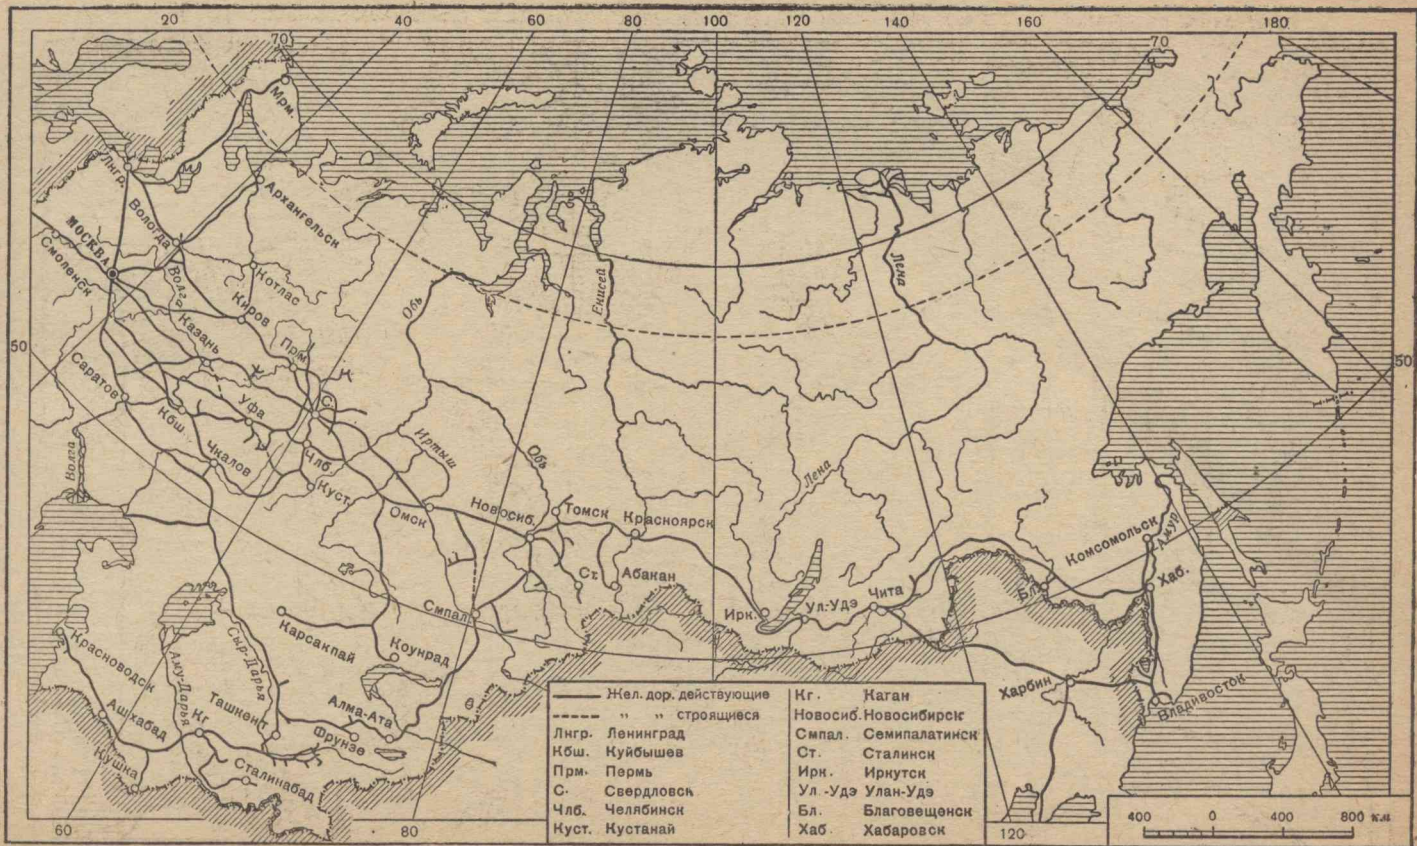 20 40 60 80 100 120 140 160 180
70 70
Мрм.
Лнгр.
Архангельск
Вологда
МОСКВА
Смоленск
Волга
Котлас
Киров
Казань
Прм
С.
Обь
Енисей
Лена
50 50
Саратов
Уфа
Кбш.
Чкалов
Члб.
Куст.
Иртыш
Обь
Лена
Волга
Омск
Новосиб.
Томск
Красноярск
Комсомольск
Амур
Ст.
Абакан
Смпал.
Ирк.
Ул.-Удэ
Чита
Бл.
Хаб.
Карсакпай
Коунрад
Сыр-Дарья
Аму-Дарья
Красноводск
Харбин
Владивосток
Ашхабад
Кг
Ташкент
Алма-Ата
Фрунзе
Кушка
Сталинабад
Жел. дор. действующие
" " строящиеся
Лнгр. Ленинград
Кбш. Куйбышев
Прм. Пермь
С. Свердловск
Члб. Челябинск
Куст. Кустанай
Кг. Каган
Новосиб. Новосибирск
Смпал. Семипалатинск
Ст. Сталинск
Ирк. Иркутск
Ул.-Удэ Улан-Удэ
Бл. Благовещенск
Хаб. Хабаровск
60 80 120
400 0 400 800 км